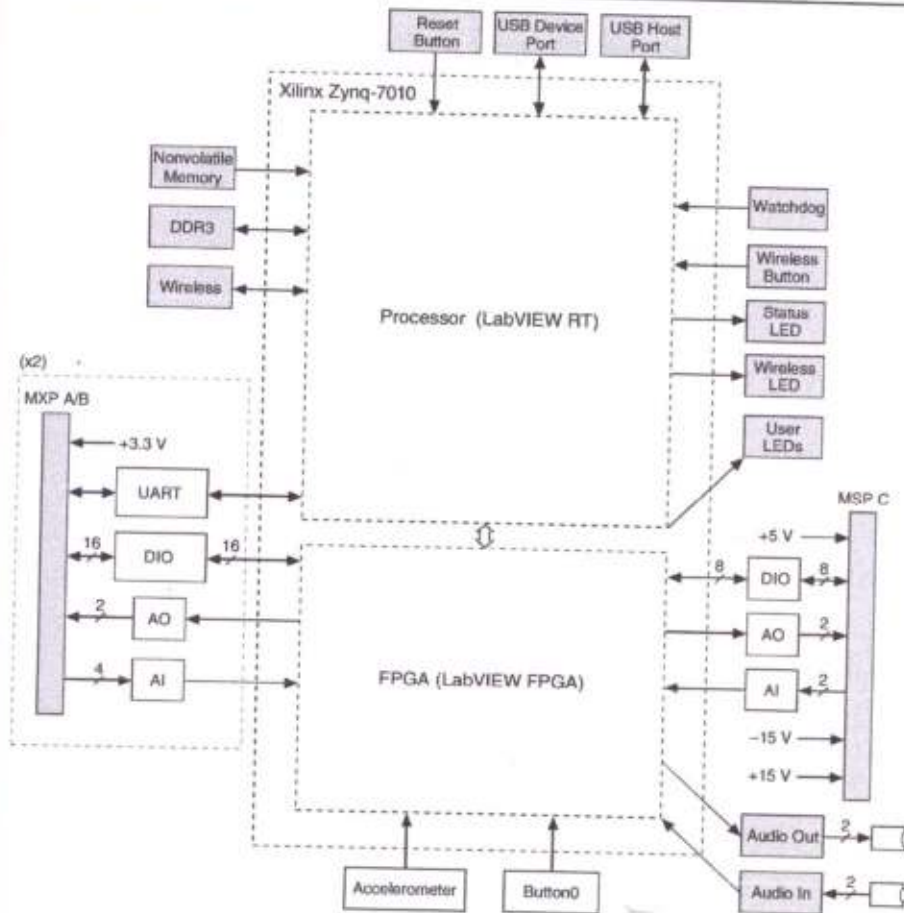 Reset
Button
USB Device
Port
USB Host
Port
Xilinx Zynq-7010
Nonvolatile
Memory
DDR3
Wireless
Processor (LabVIEW RT)
Watchdog
Wireless
Button
Status
LED
Wireless
LED
User
LEDs
(x2)
MXP A/B
+3.3 V
UART
16
DIO
16
2
AO
4
AI
FPGA (LabVIEW FPGA)
MSP C
+5 V
8
DIO
8
AO
2
AI
2
−15 V
+15 V
Audio Out
2
Audio In
2
Accelerometer
Button0